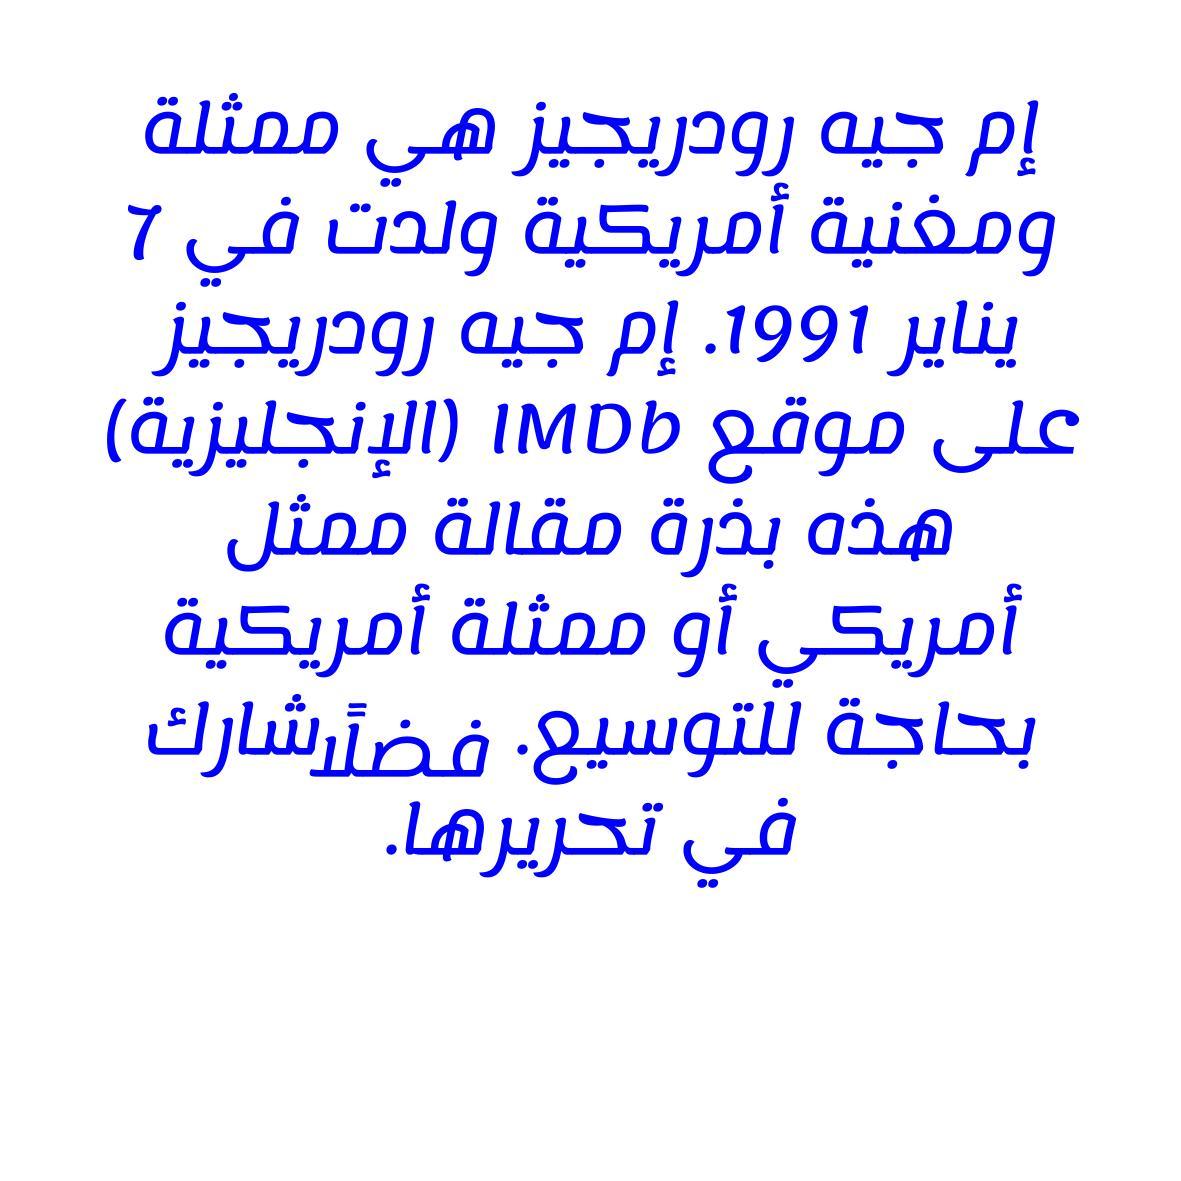 إم جيه رودريجيز هي ممثلة
ومغنية أمريكية ولدت في 7
يناير 1991. إم جيه رودريجيز
على موقع IMDb (الإنجليزية)
هذه بذرة مقالة ممثل
أمريكي أو ممثلة أمريكية
بحاجة للتوسيع. فضلًا شارك
في تحريرها.